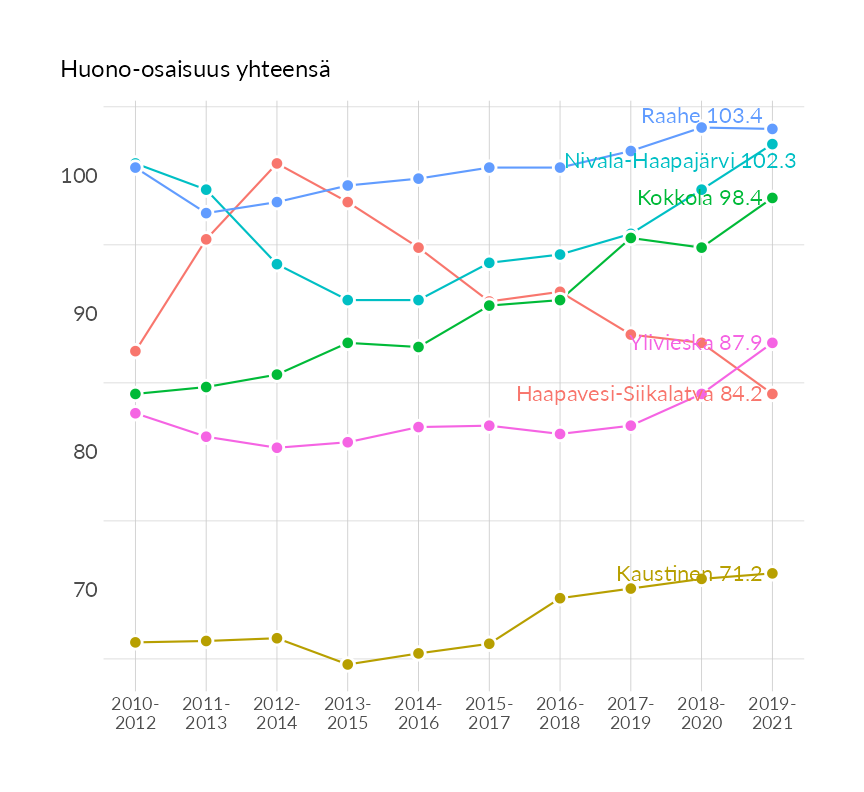 Huono-osaisuus yhteensä
Raahe 103.4
Nivala-Haapajärvi 102.3
100
Kokkola 98.4
90
Ylivieska 87.9
Haapavesi-Siikalatva 84.2
80
Kaustinen 71.2
70
2010- 2011- 2012- 2013- 2014- 2015- 2016- 2017- 2018- 2019-
2012 2013 2014 2015 2016 2017 2018 2019 2020 2021